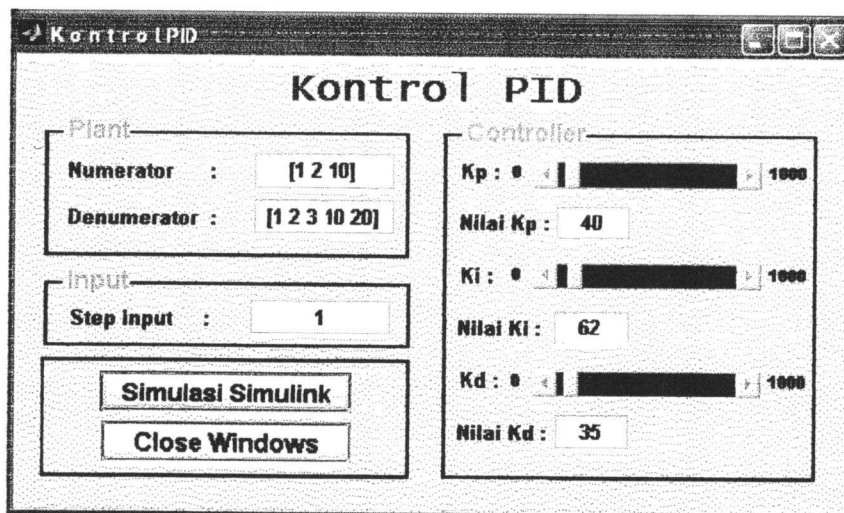 KontrolPID
Kontrol PID
Plant
Numerator : [1 2 10]
Denumerator : [1 2 3 10 20]
Input
Step Input : 1
Simulasi Simulink
Close Windows
Controller
Kp : 0 1000
Nilai Kp : 40
Ki : 0 1000
Nilai Ki : 62
Kd : 0 1000
Nilai Kd : 35